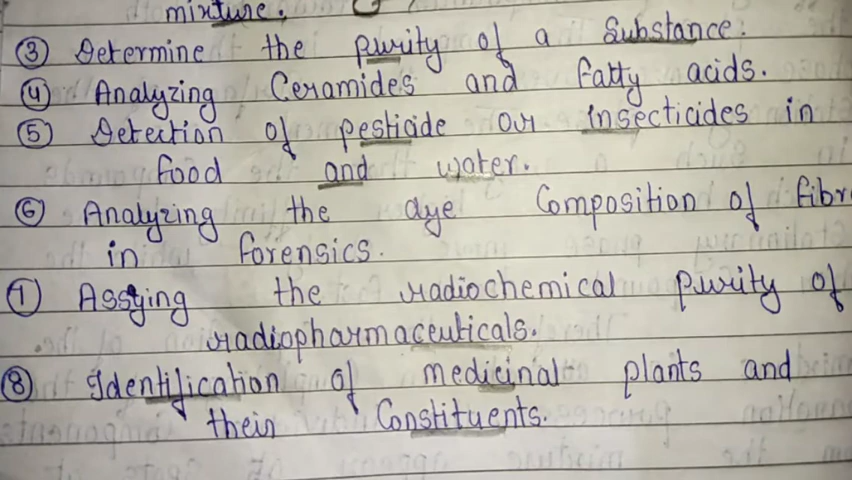 mixture.
③ Determine the purity of a Substance.
④ Analyzing Ceramides and fatty acids.
⑤ Detection of pesticide or insecticides in
food and water.
⑥ Analyzing the dye Composition of fibr
in forensics.
① Assying the radiochemical purity of
radiopharmaceuticals.
⑧ Identification of medicinal plants and
their Constituents.